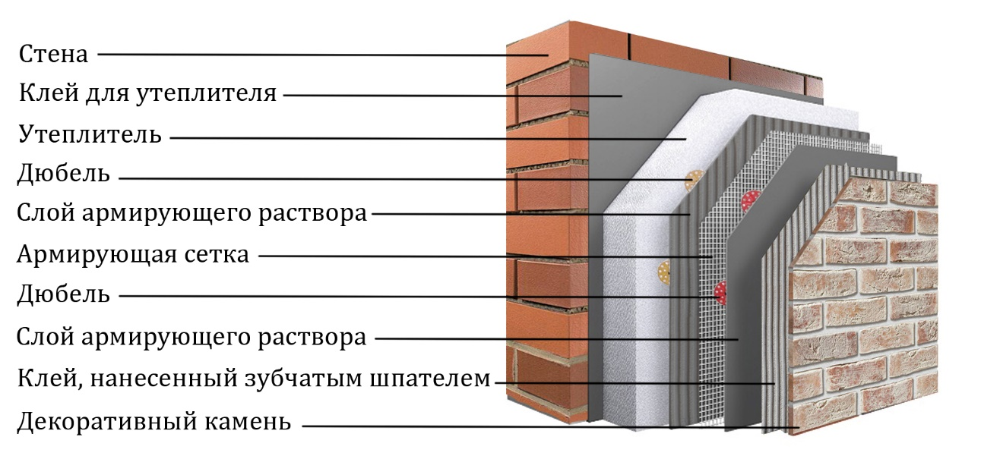 Стена
Клей для утеплителя
Утеплитель
Дюбель
Слой армирующего раствора
Армирующая сетка
Дюбель
Слой армирующего раствора
Клей, нанесенный зубчатым шпателем
Декоративный камень